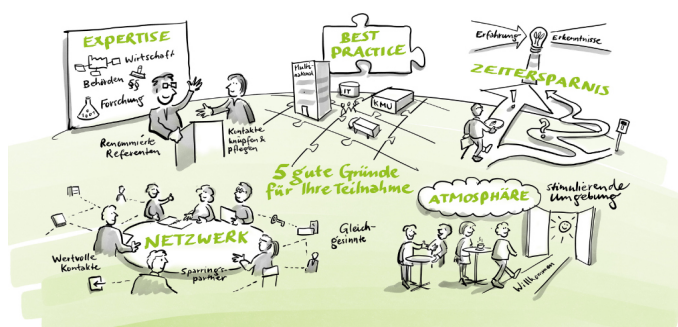 EXPERTISE
Wirtschaft
Behörden §§
Forschung
Renommierte
Referenten
Kontakte
knüpfen &
pflegen
BEST
PRACTICE
Multi-
national
IT
KMU
Erfahrung
Erkenntnisse
ZEITERSPARNIS
!
?
5 gute Gründe
für Ihre Teilnahme
NETZWERK
Wertvolle
Kontakte
Sparrings-
partner
Gleich-
gesinnte
ATMOSPHÄRE
stimulierende
Umgebung
Willkommen